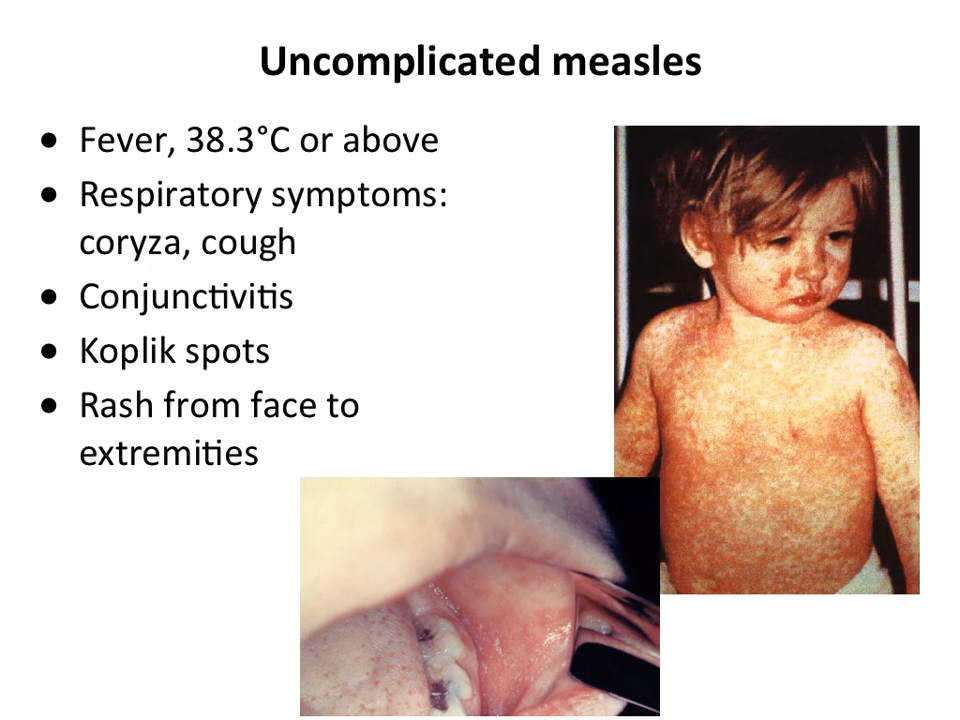 Uncomplicated measles
• Fever, 38.3°C or above
• Respiratory symptoms:
coryza, cough
• Conjunctivitis
• Koplik spots
• Rash from face to
extremities